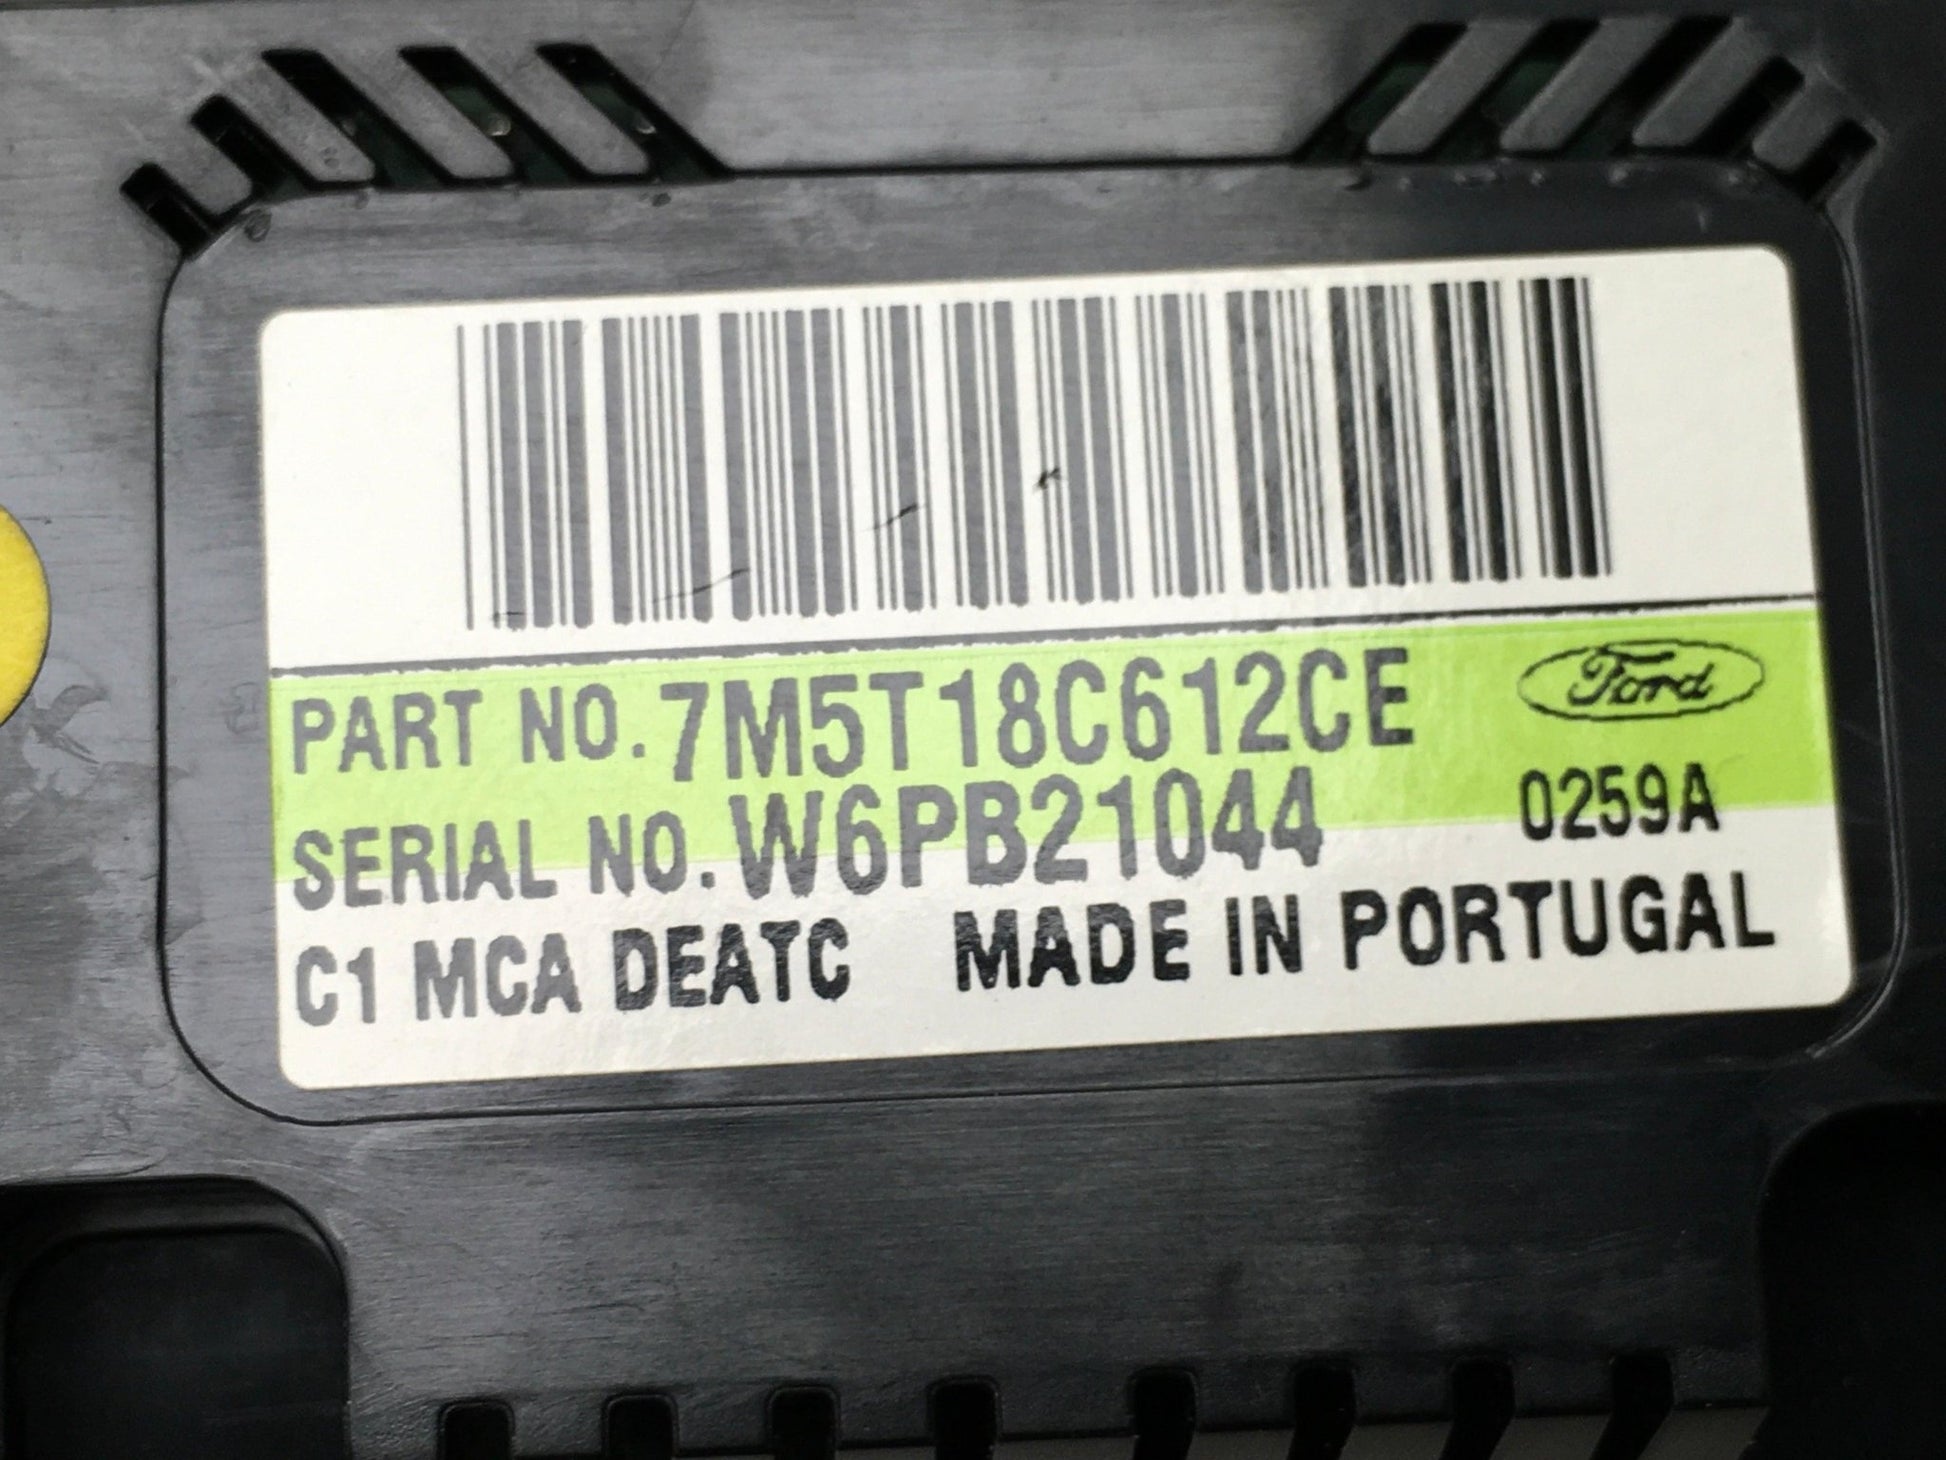 PART NO. 7M5T18C612CE Ford
SERIAL NO. W6PB21044 0259A
C1 MCA DEATC MADE IN PORTUGAL